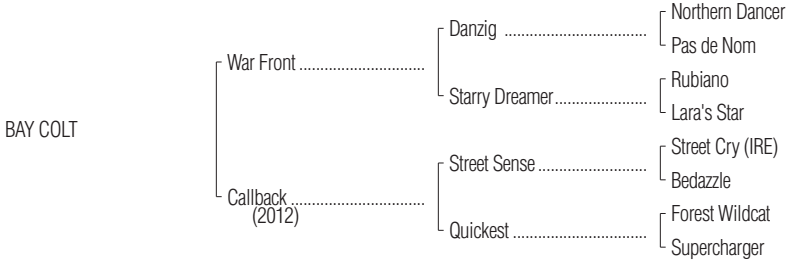 Northern Dancer
Danzig ................................
Pas de Nom
War Front ............................
Rubiano
Starry Dreamer.....................
Lara's Star
BAY COLT
Street Cry (IRE)
Street Sense .........................
Bedazzle
Callback ..............................
(2012)
Forest Wildcat
Quickest ..............................
Supercharger